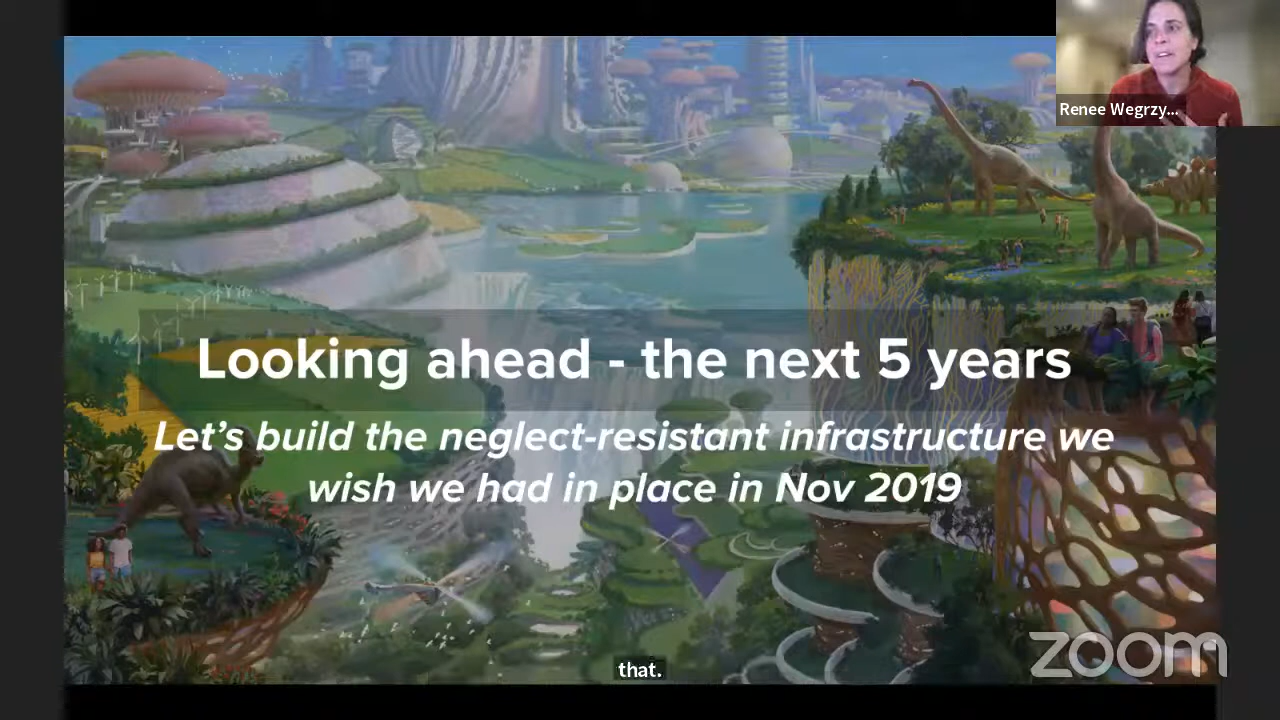 Renee Wegrzy...
Looking ahead - the next 5 years
Let's build the neglect-resistant infrastructure we
wish we had in place in Nov 2019
that.
zoom